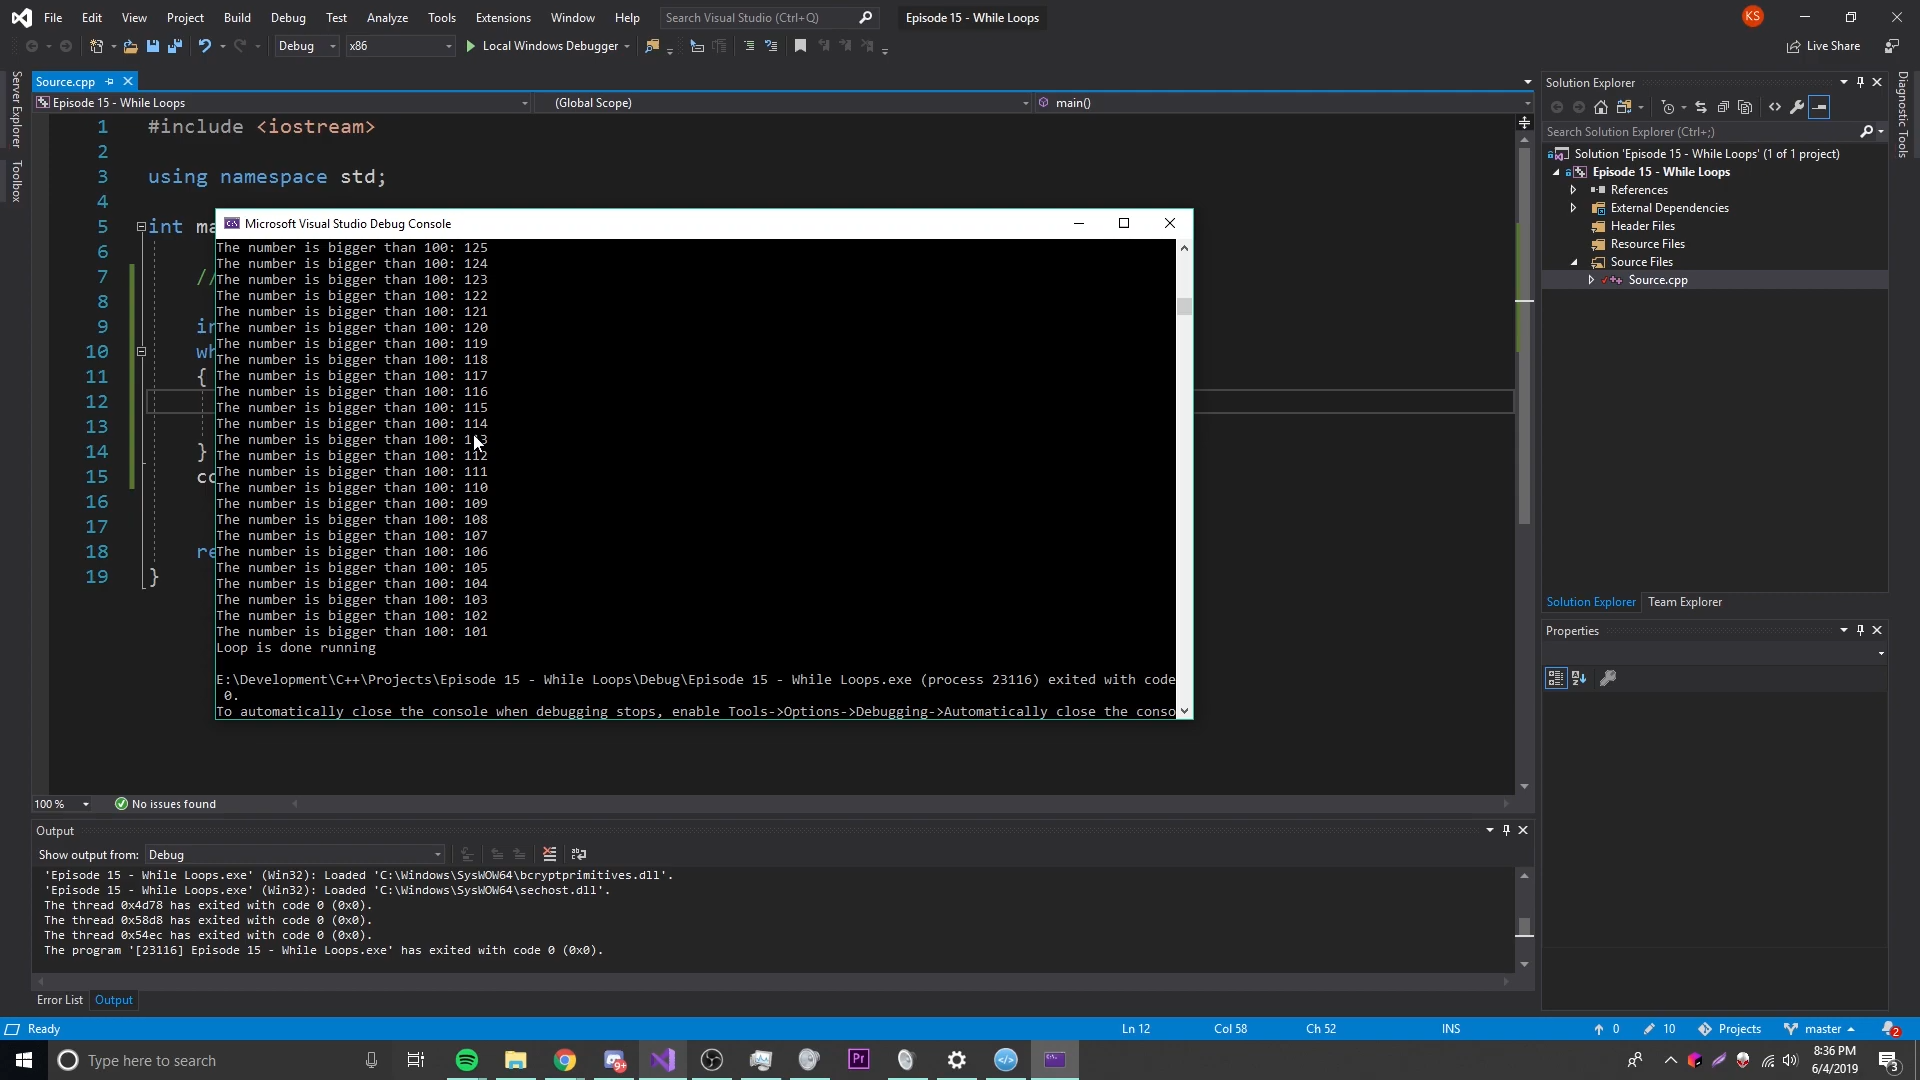 File Edit View Project Build Debug Test Analyze Tools Extensions Window Help Search Visual Studio (Ctrl+Q) Episode 15 - While Loops KS
Debug x86 Local Windows Debugger Live Share
Server Explorer
Toolbox
Source.cpp
Episode 15 - While Loops (Global Scope) main()
1 #include <iostream>
2
3 using namespace std;
4
5 int ma
6
7 //
8
9 in
10 wh
11 {
12
13
14 }
15 co
16
17
18 re
19 }
Microsoft Visual Studio Debug Console
The number is bigger than 100: 125
The number is bigger than 100: 124
The number is bigger than 100: 123
The number is bigger than 100: 122
The number is bigger than 100: 121
The number is bigger than 100: 120
The number is bigger than 100: 119
The number is bigger than 100: 118
The number is bigger than 100: 117
The number is bigger than 100: 116
The number is bigger than 100: 115
The number is bigger than 100: 114
The number is bigger than 100: 113
The number is bigger than 100: 112
The number is bigger than 100: 111
The number is bigger than 100: 110
The number is bigger than 100: 109
The number is bigger than 100: 108
The number is bigger than 100: 107
The number is bigger than 100: 106
The number is bigger than 100: 105
The number is bigger than 100: 104
The number is bigger than 100: 103
The number is bigger than 100: 102
The number is bigger than 100: 101
Loop is done running
E:\Development\C++\Projects\Episode 15 - While Loops\Debug\Episode 15 - While Loops.exe (process 23116) exited with code
0.
To automatically close the console when debugging stops, enable Tools->Options->Debugging->Automatically close the conso
100 % No issues found
Output
Show output from: Debug
'Episode 15 - While Loops.exe' (Win32): Loaded 'C:\Windows\SysWOW64\bcryptprimitives.dll'.
'Episode 15 - While Loops.exe' (Win32): Loaded 'C:\Windows\SysWOW64\sechost.dll'.
The thread 0x4d78 has exited with code 0 (0x0).
The thread 0x58d8 has exited with code 0 (0x0).
The thread 0x54ec has exited with code 0 (0x0).
The program '[23116] Episode 15 - While Loops.exe' has exited with code 0 (0x0).
Error List Output
Solution Explorer
Search Solution Explorer (Ctrl+;)
Solution 'Episode 15 - While Loops' (1 of 1 project)
Episode 15 - While Loops
References
External Dependencies
Header Files
Resource Files
Source Files
Source.cpp
Solution Explorer Team Explorer
Properties
Diagnostic Tools
Ready Ln 12 Col 58 Ch 52 INS 0 10 Projects master 2
Type here to search 9+ Pr 8:36 PM
6/4/2019 3